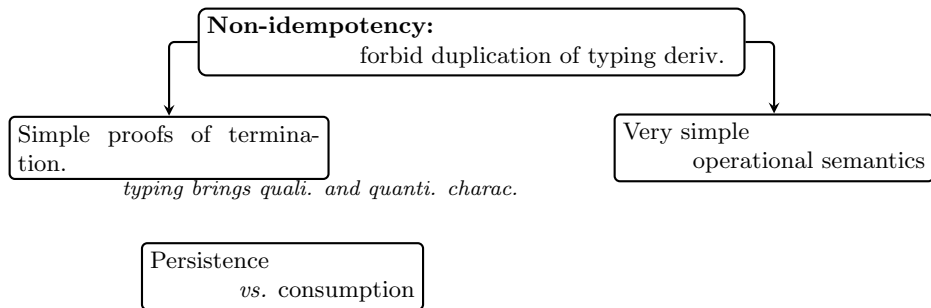 Non-idempotency:
forbid duplication of typing deriv.
Simple proofs of termina-
tion.
typing brings quali. and quanti. charac.
Very simple
operational semantics
Persistence
vs. consumption